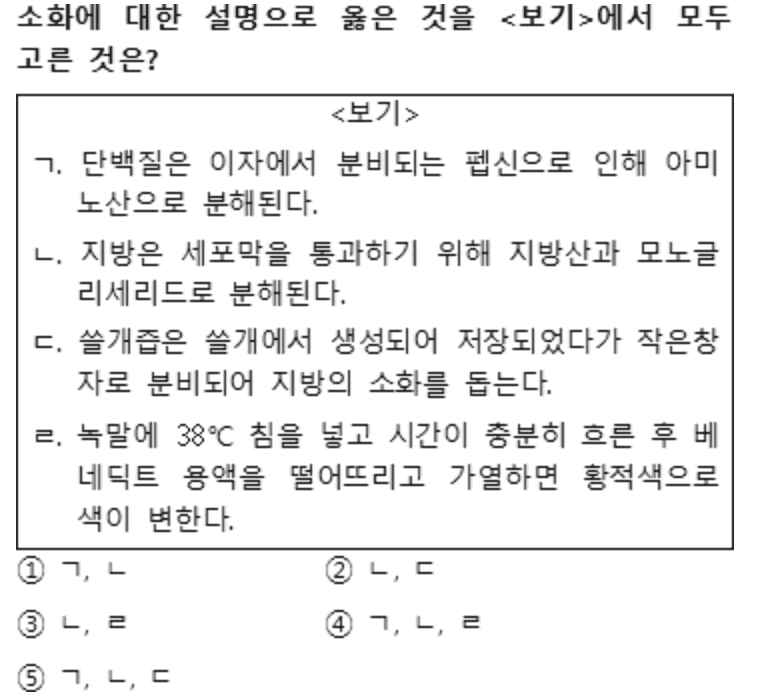 소화에 대한 설명으로 옳은 것을 <보기>에서 모두
고른 것은?
<보기>
ㄱ. 단백질은 이자에서 분비되는 펩신으로 인해 아미
노산으로 분해된다.
ㄴ. 지방은 세포막을 통과하기 위해 지방산과 모노글
리세리드로 분해된다.
ㄷ. 쓸개즙은 쓸개에서 생성되어 저장되었다가 작은창
자로 분비되어 지방의 소화를 돕는다.
ㄹ. 녹말에 38℃ 침을 넣고 시간이 충분히 흐른 후 베
네딕트 용액을 떨어뜨리고 가열하면 황적색으로
색이 변한다.
① ㄱ, ㄴ ② ㄴ, ㄷ
③ ㄴ, ㄹ ④ ㄱ, ㄴ, ㄹ
⑤ ㄱ, ㄴ, ㄷ